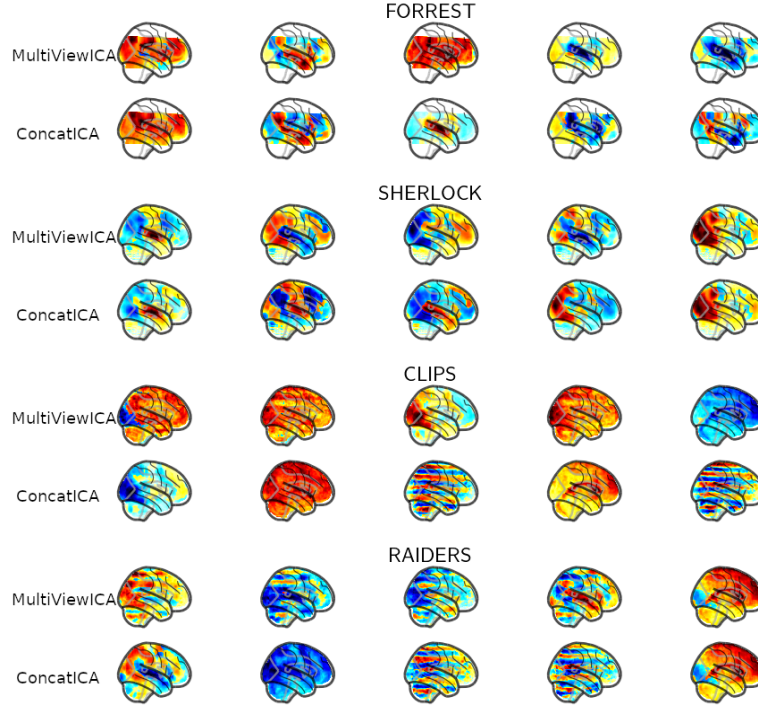 FORREST
MultiViewICA
ConcatICA
SHERLOCK
MultiViewICA
ConcatICA
CLIPS
MultiViewICA
ConcatICA
RAIDERS
MultiViewICA
ConcatICA